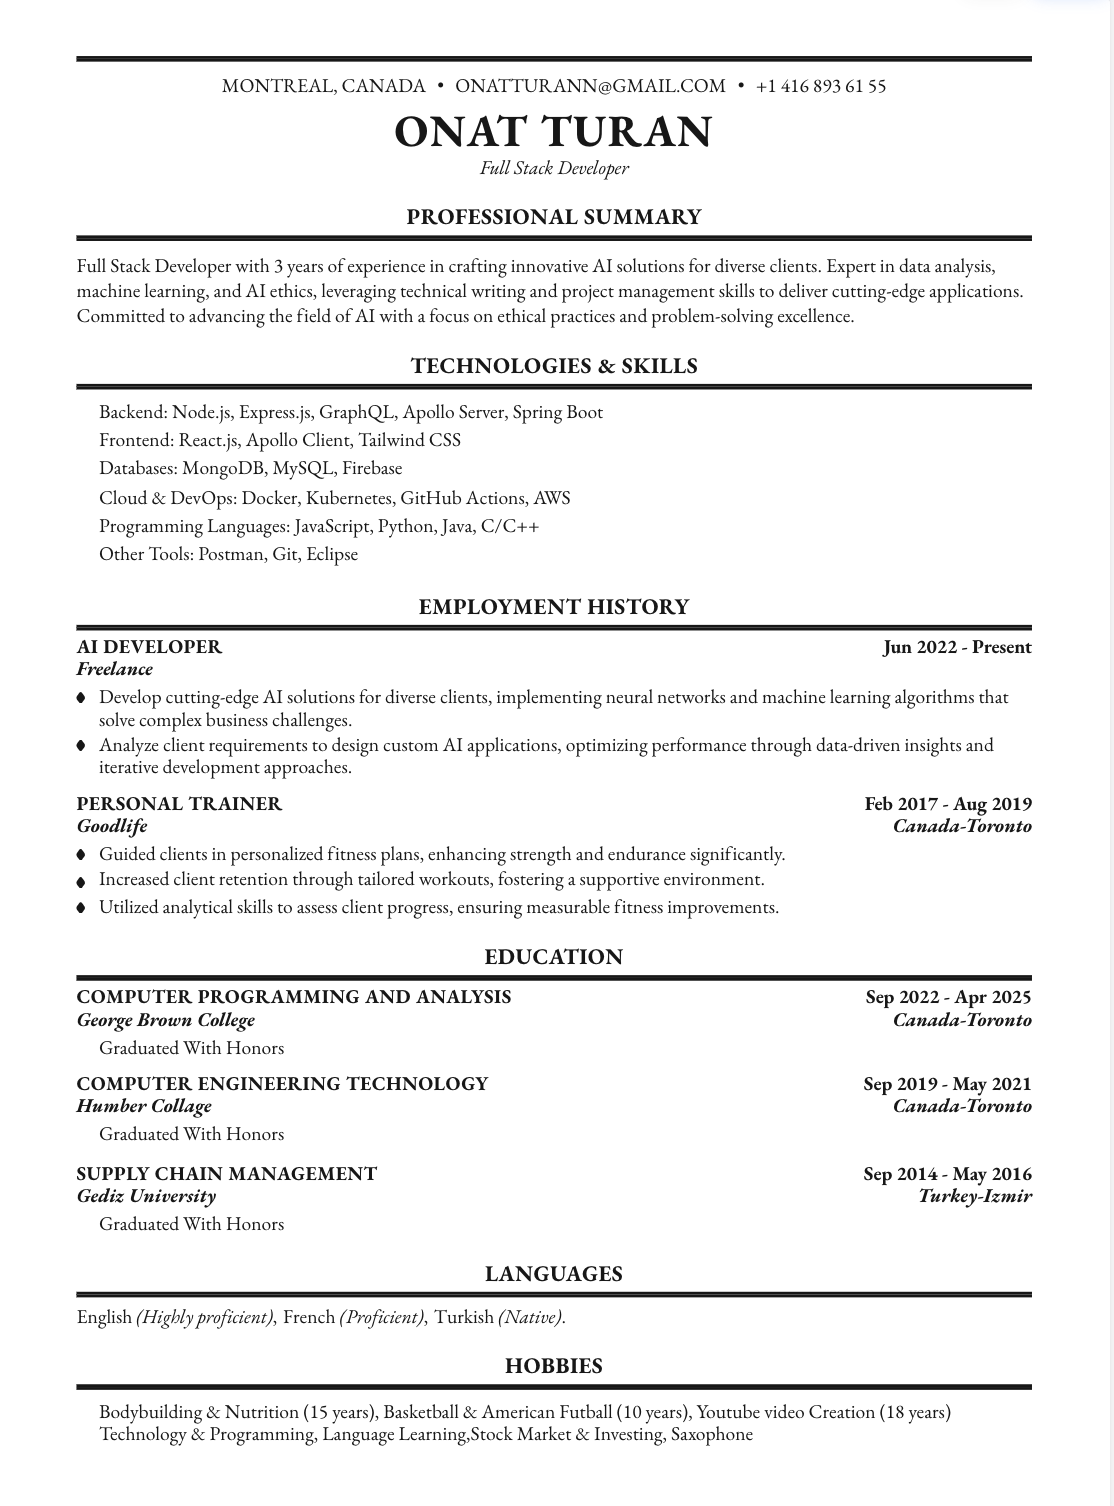 MONTREAL, CANADA • ONATTURANN@GMAIL.COM • +1 416 893 61 55
ONAT TURAN
Full Stack Developer
PROFESSIONAL SUMMARY
Full Stack Developer with 3 years of experience in crafting innovative AI solutions for diverse clients. Expert in data analysis,
machine learning, and AI ethics, leveraging technical writing and project management skills to deliver cutting-edge applications.
Committed to advancing the field of AI with a focus on ethical practices and problem-solving excellence.
TECHNOLOGIES & SKILLS
Backend: Node.js, Express.js, GraphQL, Apollo Server, Spring Boot
Frontend: React.js, Apollo Client, Tailwind CSS
Databases: MongoDB, MySQL, Firebase
Cloud & DevOps: Docker, Kubernetes, GitHub Actions, AWS
Programming Languages: JavaScript, Python, Java, C/C++
Other Tools: Postman, Git, Eclipse
EMPLOYMENT HISTORY
AI DEVELOPER Jun 2022 - Present
Freelance
• Develop cutting-edge AI solutions for diverse clients, implementing neural networks and machine learning algorithms that
solve complex business challenges.
• Analyze client requirements to design custom AI applications, optimizing performance through data-driven insights and
iterative development approaches.
PERSONAL TRAINER Feb 2017 - Aug 2019
Goodlife Canada-Toronto
• Guided clients in personalized fitness plans, enhancing strength and endurance significantly.
• Increased client retention through tailored workouts, fostering a supportive environment.
• Utilized analytical skills to assess client progress, ensuring measurable fitness improvements.
EDUCATION
COMPUTER PROGRAMMING AND ANALYSIS Sep 2022 - Apr 2025
George Brown College Canada-Toronto
Graduated With Honors
COMPUTER ENGINEERING TECHNOLOGY Sep 2019 - May 2021
Humber Collage Canada-Toronto
Graduated With Honors
SUPPLY CHAIN MANAGEMENT Sep 2014 - May 2016
Gediz University Turkey-Izmir
Graduated With Honors
LANGUAGES
English (Highly proficient), French (Proficient), Turkish (Native).
HOBBIES
Bodybuilding & Nutrition (15 years), Basketball & American Futball (10 years), Youtube video Creation (18 years)
Technology & Programming, Language Learning,Stock Market & Investing, Saxophone